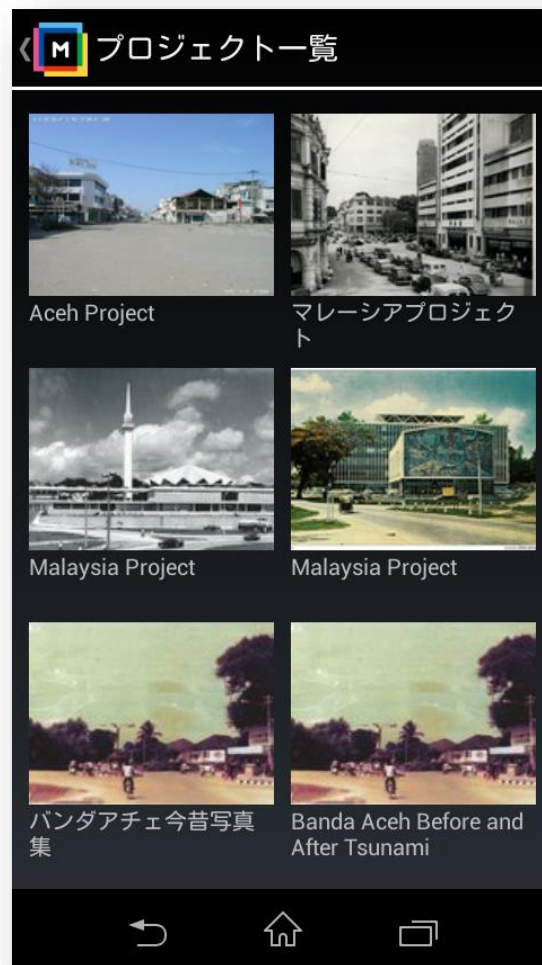 M プロジェクト一覧
Aceh Project
マレーシアプロジェク
ト
Malaysia Project
Malaysia Project
バンダアチェ今昔写真
集
Banda Aceh Before and
After Tsunami